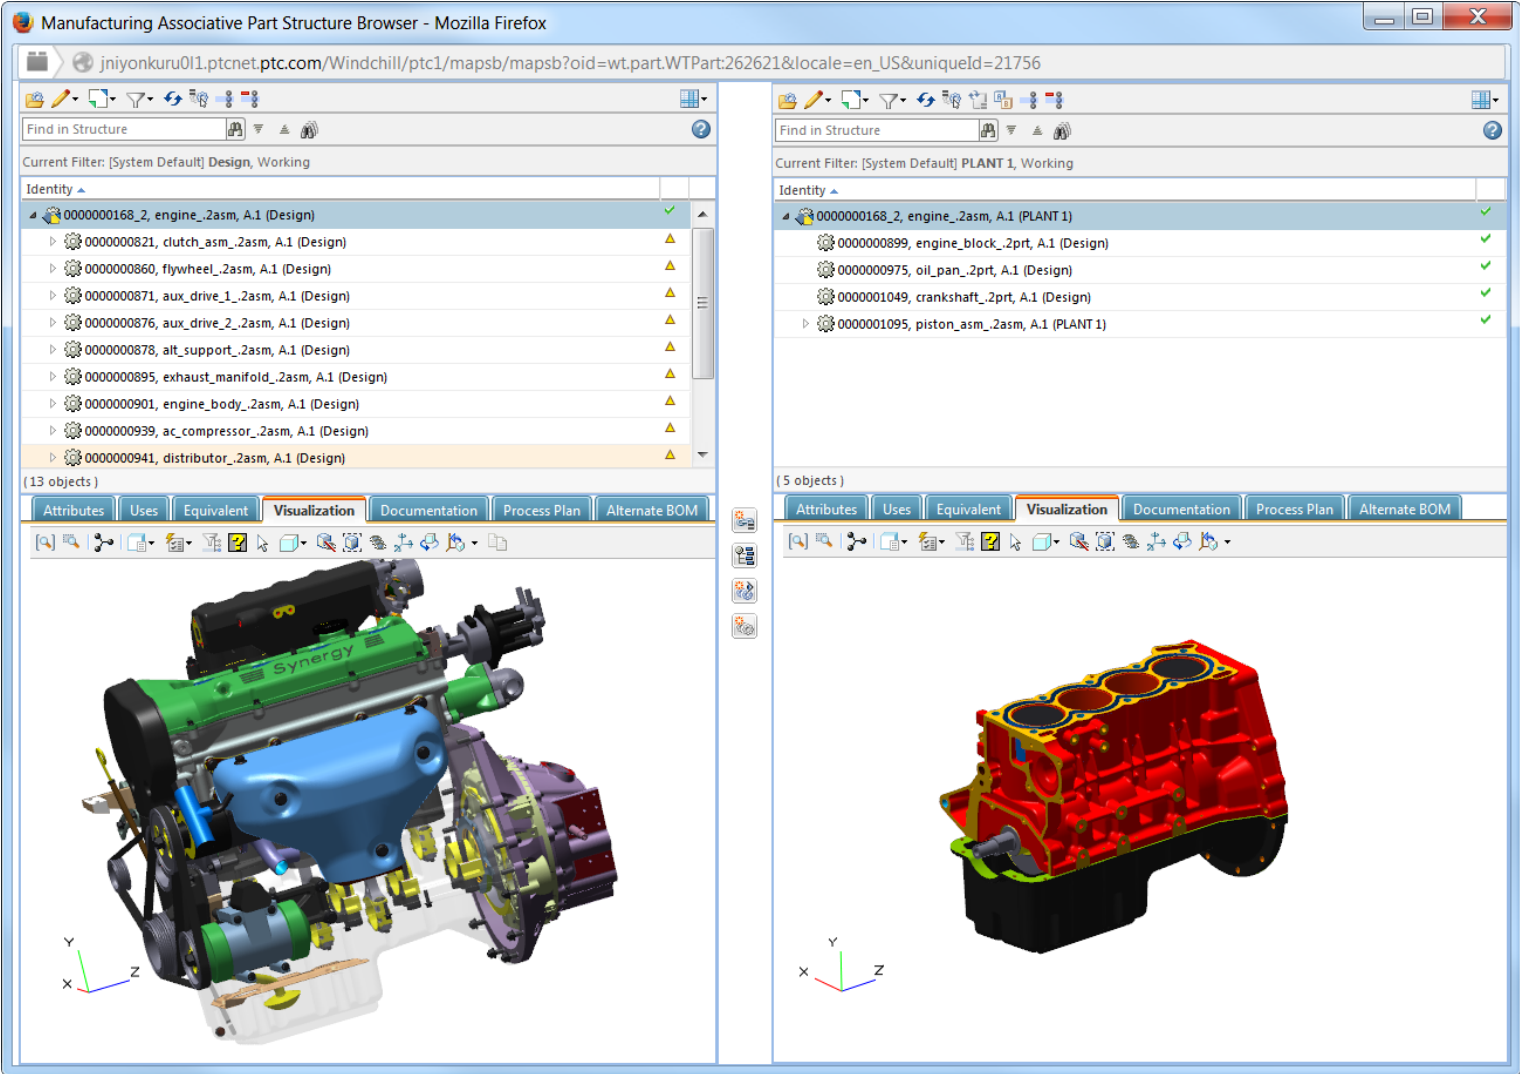 Manufacturing Associative Part Structure Browser - Mozilla Firefox
jniyonkuru0l1.ptcnet.ptc.com/Windchill/ptc1/mapsb/mapsb?oid=wt.part.WTPart:262621&locale=en_US&uniqueId=21756
Find in Structure
Current Filter: [System Default] Design, Working
Identity
0000000168_2, engine_.2asm, A.1 (Design)
0000000821, clutch_asm_.2asm, A.1 (Design)
0000000860, flywheel_.2asm, A.1 (Design)
0000000871, aux_drive_1_.2asm, A.1 (Design)
0000000876, aux_drive_2_.2asm, A.1 (Design)
0000000878, alt_support_.2asm, A.1 (Design)
0000000895, exhaust_manifold_.2asm, A.1 (Design)
0000000901, engine_body_.2asm, A.1 (Design)
0000000939, ac_compressor_.2asm, A.1 (Design)
0000000941, distributor_.2asm, A.1 (Design)
(13 objects)
Attributes Uses Equivalent Visualization Documentation Process Plan Alternate BOM
Synergy
Y
X
Z
Find in Structure
Current Filter: [System Default] PLANT 1, Working
Identity
0000000168_2, engine_.2asm, A.1 (PLANT 1)
0000000899, engine_block_.2prt, A.1 (Design)
0000000975, oil_pan_.2prt, A.1 (Design)
0000001049, crankshaft_.2prt, A.1 (Design)
0000001095, piston_asm_.2asm, A.1 (PLANT 1)
(5 objects)
Attributes Uses Equivalent Visualization Documentation Process Plan Alternate BOM
Y
X
Z